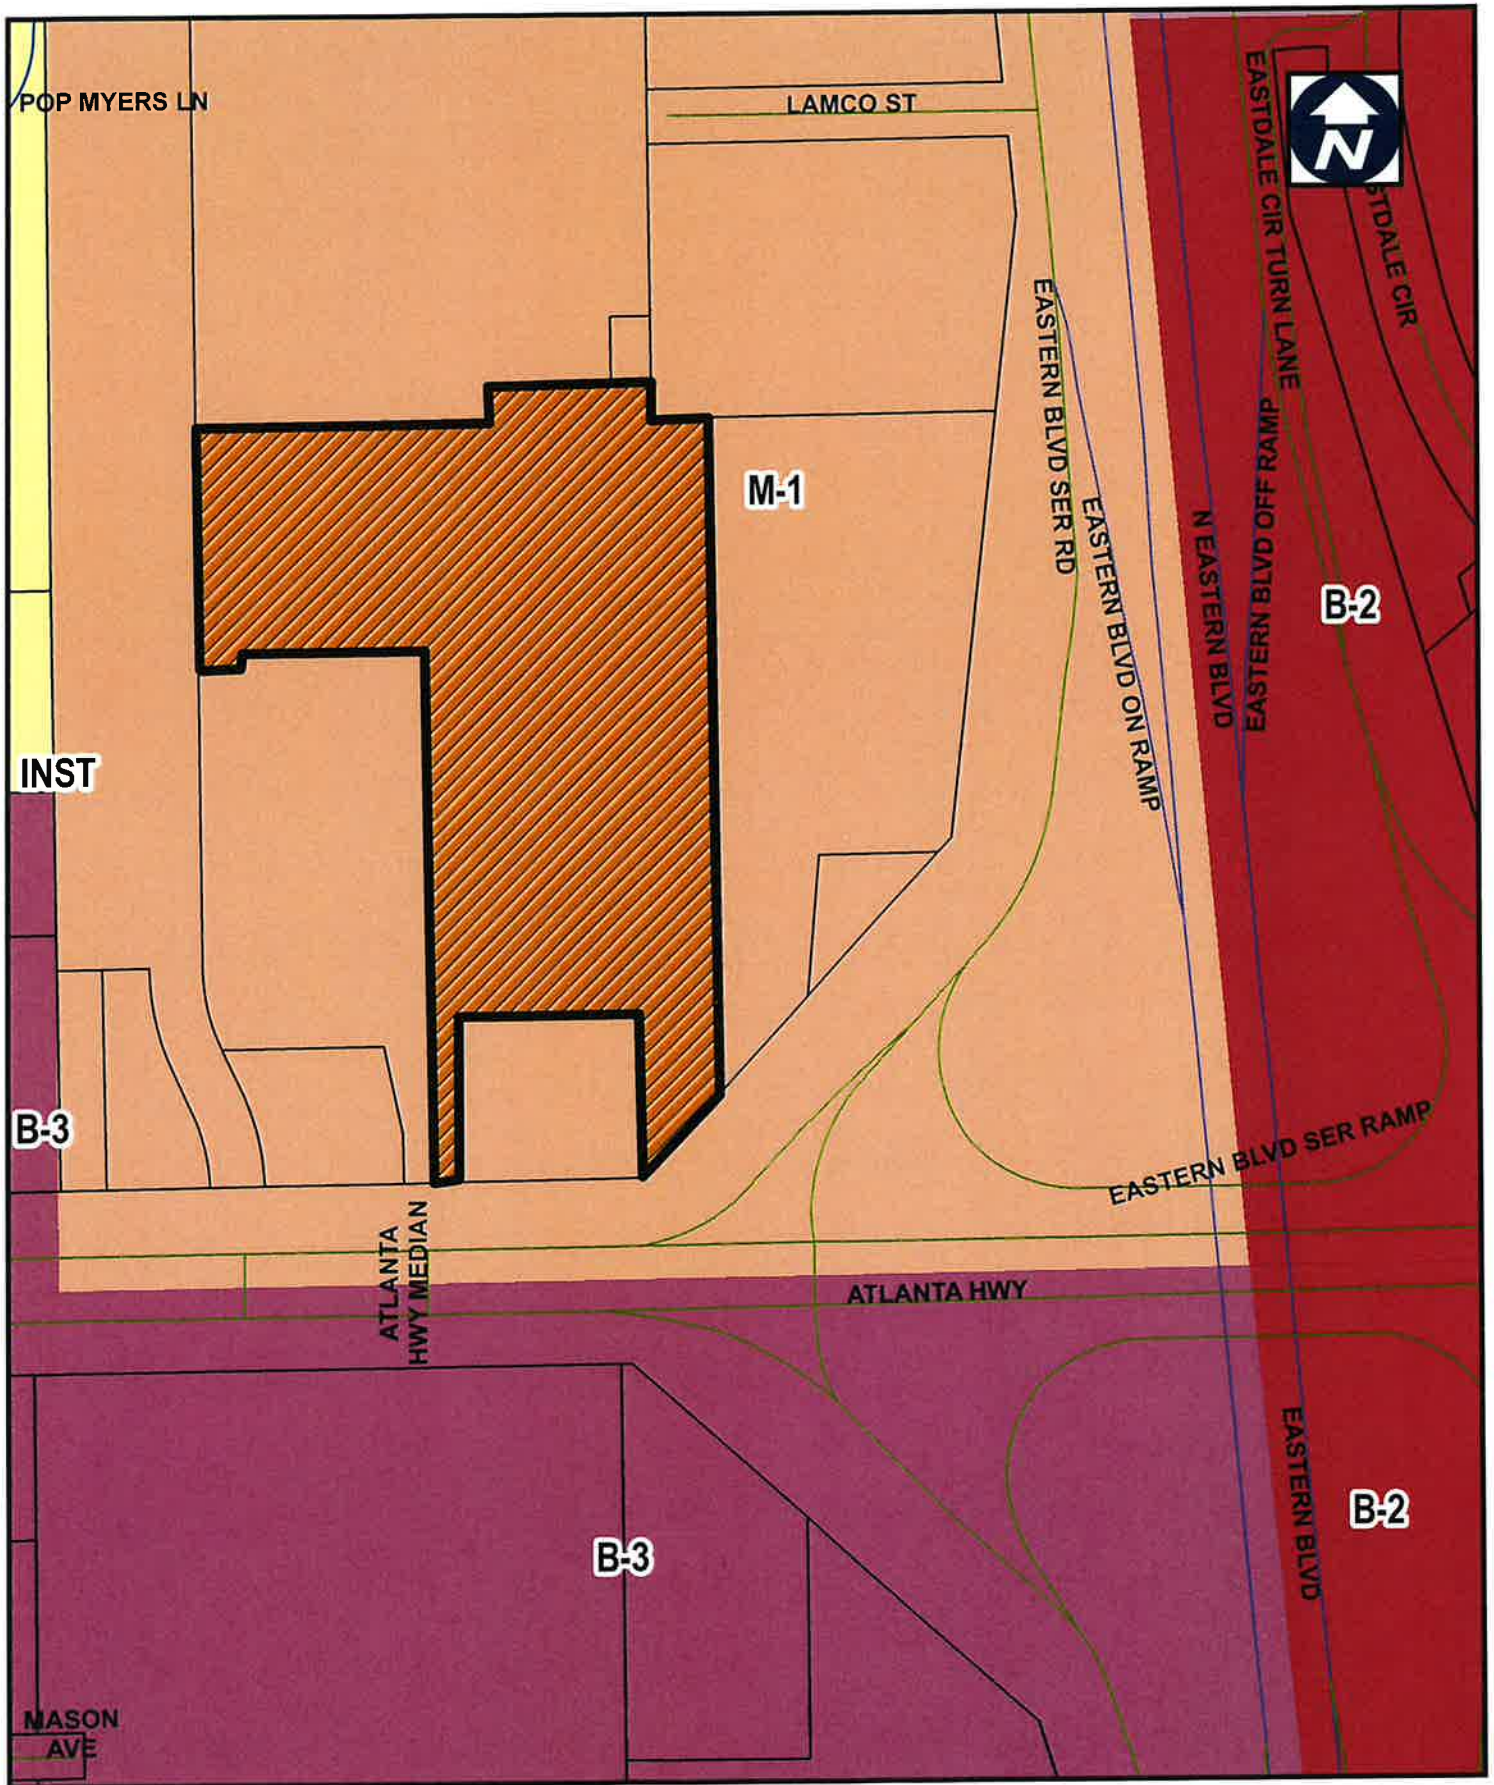 POP MYERS LN
LAMCO ST
EASTDALE CIR TURN LANE
N
STDALE CIR
EASTERN BLVD SER RD
M-1
EASTERN BLVD ON RAMP
N EASTERN BLVD
EASTERN BLVD OFF RAMP
B-2
INST
B-3
EASTERN BLVD SER RAMP
ATLANTA
HWY MEDIAN
ATLANTA HWY
EASTERN BLVD
B-2
B-3
MASON
AVE